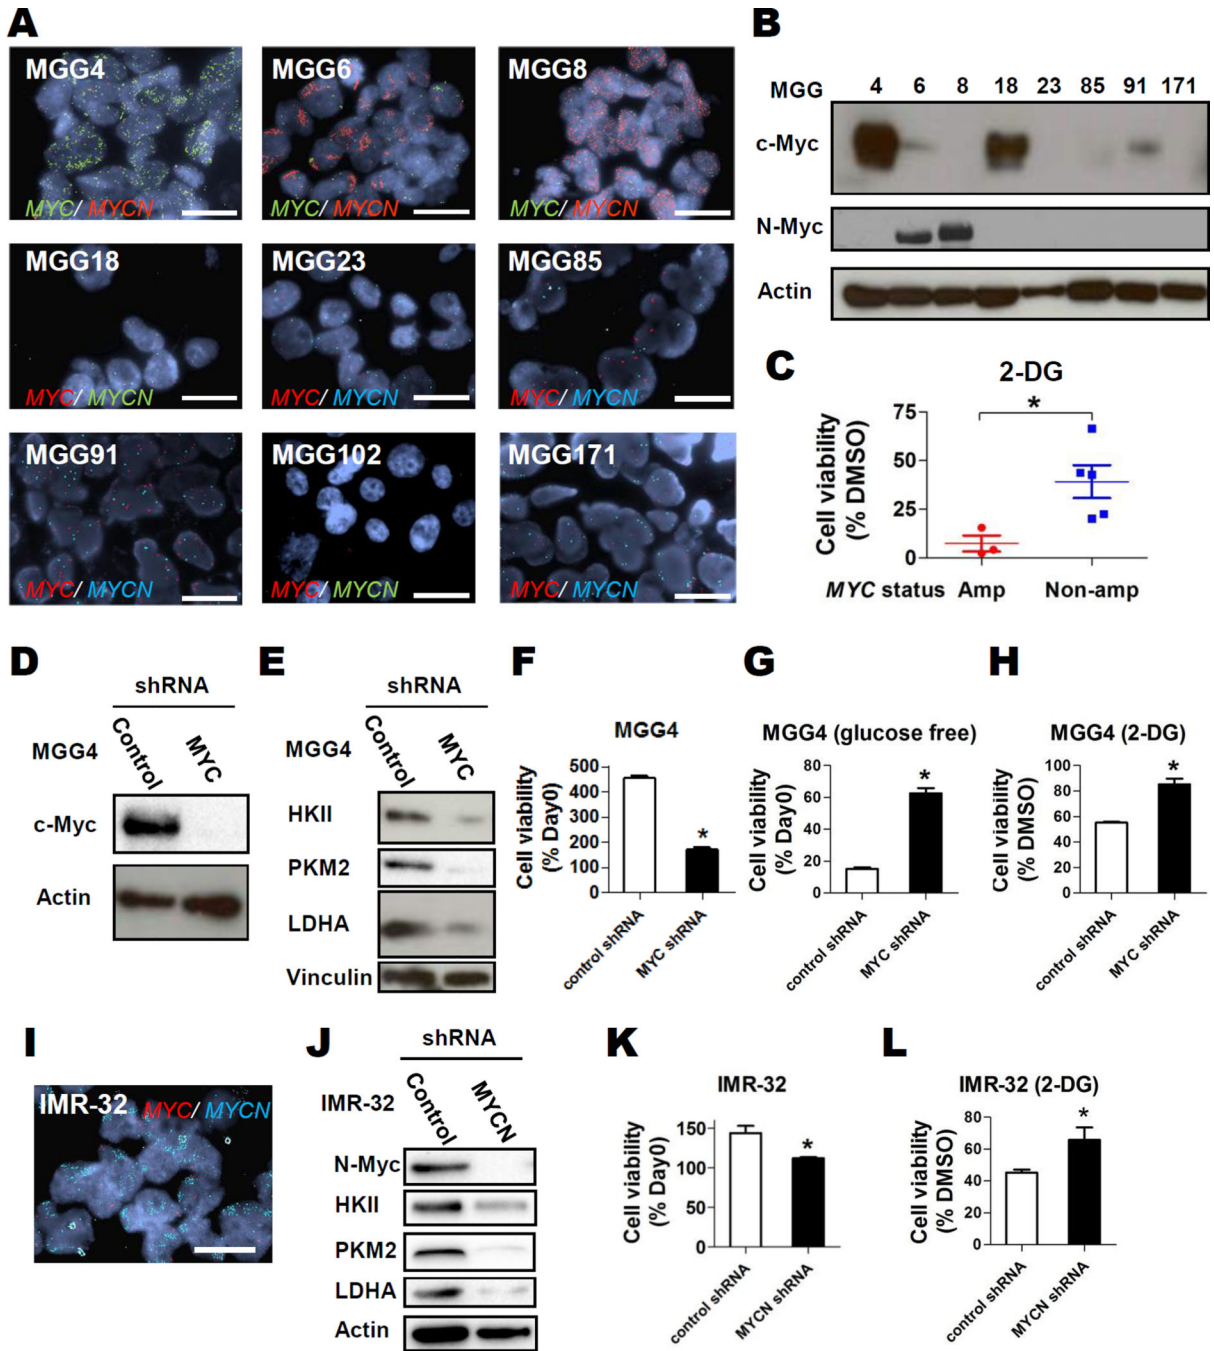 A
MGG4
MYC/ MYCN
MGG6
MYC/ MYCN
MGG8
MYC/ MYCN
MGG18
MYC/ MYCN
MGG23
MYC/ MYCN
MGG85
MYC/ MYCN
MGG91
MYC/ MYCN
MGG102
MYC/ MYCN
MGG171
MYC/ MYCN
B
MGG 4 6 8 18 23 85 91 171
c-Myc
N-Myc
Actin
C
2-DG
*
Cell viability
(% DMSO)
75
50
25
0
MYC status Amp Non-amp
D
shRNA
MGG4 Control MYC
c-Myc
Actin
E
shRNA
MGG4 Control MYC
HKII
PKM2
LDHA
Vinculin
F
MGG4
Cell viability
(% Day0)
500
400
300
200
100
0
*
control shRNA
MYC shRNA
G
MGG4 (glucose free)
Cell viability
(% Day0)
80
60
40
20
0
*
control shRNA
MYC shRNA
H
MGG4 (2-DG)
Cell viability
(% DMSO)
100
80
60
40
20
0
*
control shRNA
MYC shRNA
I
IMR-32 MYC/ MYCN
J
shRNA
IMR-32 Control MYCN
N-Myc
HKII
PKM2
LDHA
Actin
K
IMR-32
Cell viability
(% Day0)
150
100
50
0
*
control shRNA
MYCN shRNA
L
IMR-32 (2-DG)
Cell viability
(% DMSO)
100
80
60
40
20
0
*
control shRNA
MYCN shRNA